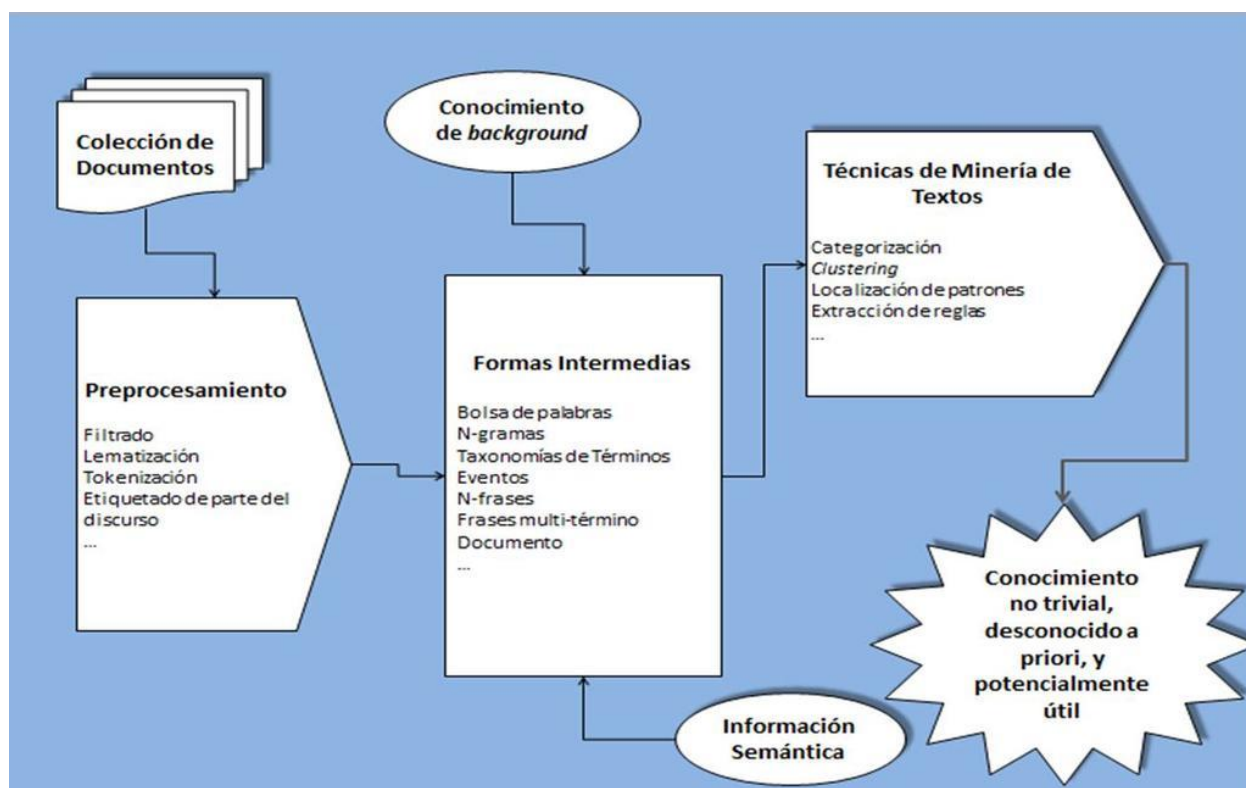 Colección de
Documentos
Conocimiento
de background
Técnicas de Minería de
Textos
Categorización
Clustering
Localización de patrones
Extracción de reglas
...
Preprocesamiento
Filtrado
Lematización
Tokenización
Etiquetado de parte del
discurso
...
Formas Intermedias
Bolsa de palabras
N-gramas
Taxonomías de Términos
Eventos
N-frases
Frases multi-término
Documento
...
Conocimiento
no trivial,
desconocido a
priori, y
potencialmente
útil
Información
Semántica